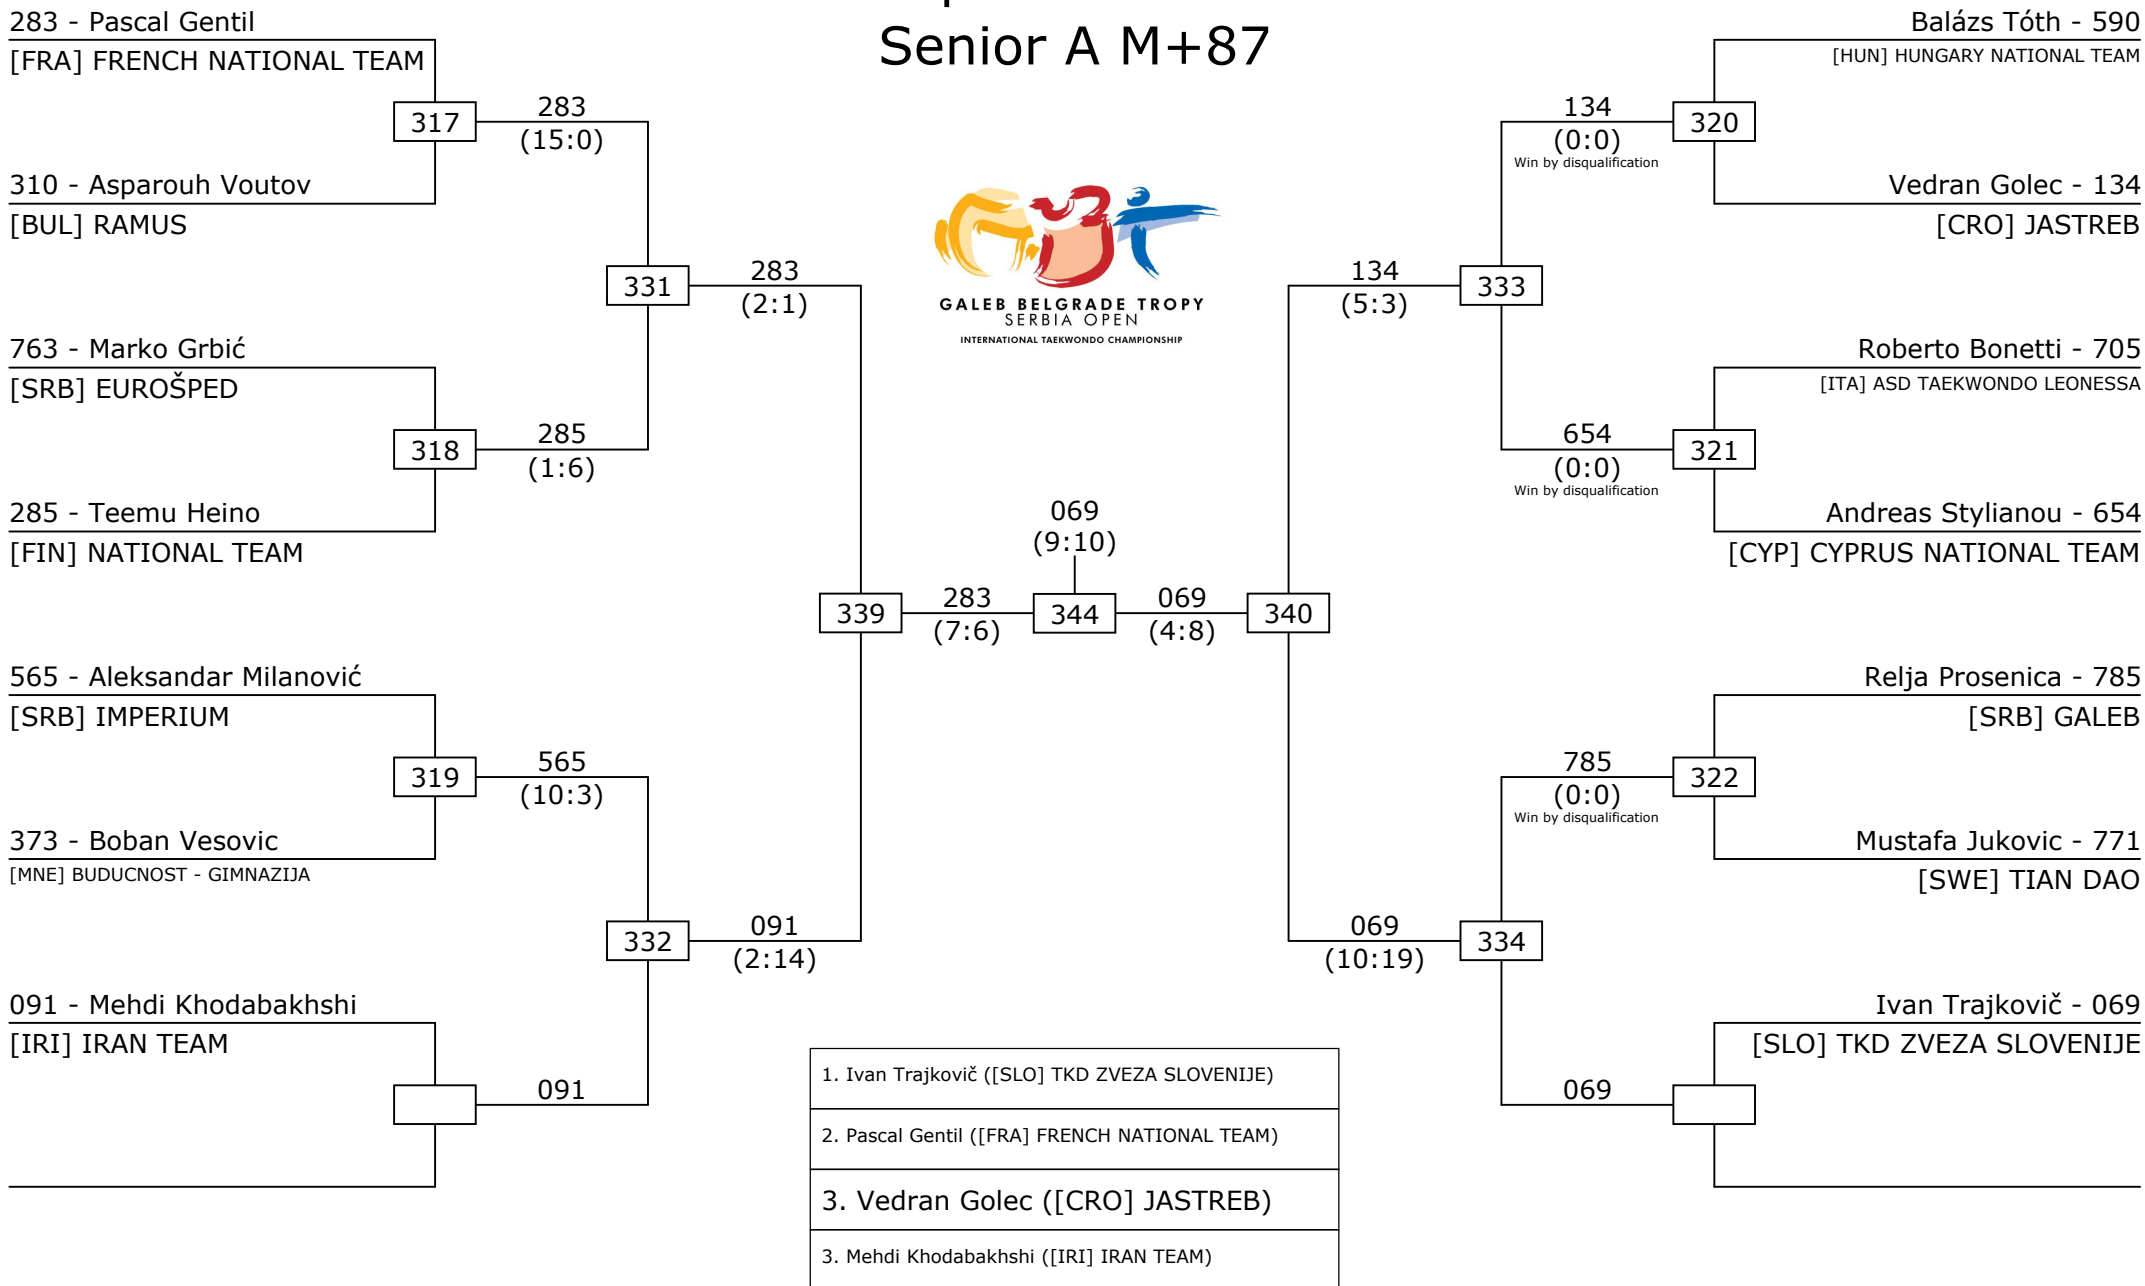 Senior A M+87
283 - Pascal Gentil
[FRA] FRENCH NATIONAL TEAM
317
283
(15:0)
310 - Asparouh Voutov
[BUL] RAMUS
331
283
(2:1)
763 - Marko Grbić
[SRB] EUROŠPED
318
285
(1:6)
285 - Teemu Heino
[FIN] NATIONAL TEAM
339
283
(7:6)
565 - Aleksandar Milanović
[SRB] IMPERIUM
319
565
(10:3)
373 - Boban Vesovic
[MNE] BUDUCNOST - GIMNAZIJA
332
091
(2:14)
091 - Mehdi Khodabakhshi
[IRI] IRAN TEAM
091
GALEB BELGRADE TROPY
SERBIA OPEN
INTERNATIONAL TAEKWONDO CHAMPIONSHIP
069
(9:10)
344
Balázs Tóth - 590
[HUN] HUNGARY NATIONAL TEAM
134
(0:0)
Win by disqualification
320
Vedran Golec - 134
[CRO] JASTREB
134
(5:3)
333
Roberto Bonetti - 705
[ITA] ASD TAEKWONDO LEONESSA
654
(0:0)
Win by disqualification
321
Andreas Stylianou - 654
[CYP] CYPRUS NATIONAL TEAM
069
(4:8)
340
Relja Prosenica - 785
[SRB] GALEB
785
(0:0)
Win by disqualification
322
Mustafa Jukovic - 771
[SWE] TIAN DAO
069
(10:19)
334
Ivan Trajkovič - 069
[SLO] TKD ZVEZA SLOVENIJE
069
1. Ivan Trajkovič ([SLO] TKD ZVEZA SLOVENIJE)
2. Pascal Gentil ([FRA] FRENCH NATIONAL TEAM)
3. Vedran Golec ([CRO] JASTREB)
3. Mehdi Khodabakhshi ([IRI] IRAN TEAM)